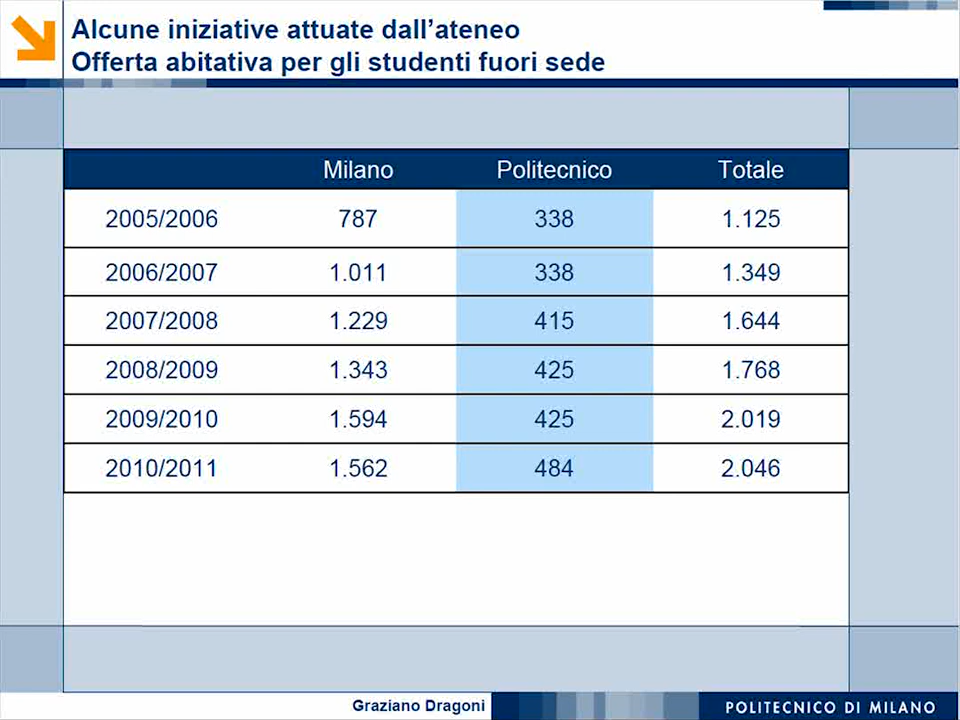 Alcune iniziative attuate dall'ateneo
Offerta abitativa per gli studenti fuori sede
Milano Politecnico Totale
2005/2006 787 338 1.125
2006/2007 1.011 338 1.349
2007/2008 1.229 415 1.644
2008/2009 1.343 425 1.768
2009/2010 1.594 425 2.019
2010/2011 1.562 484 2.046
Graziano Dragoni POLITECNICO DI MILANO